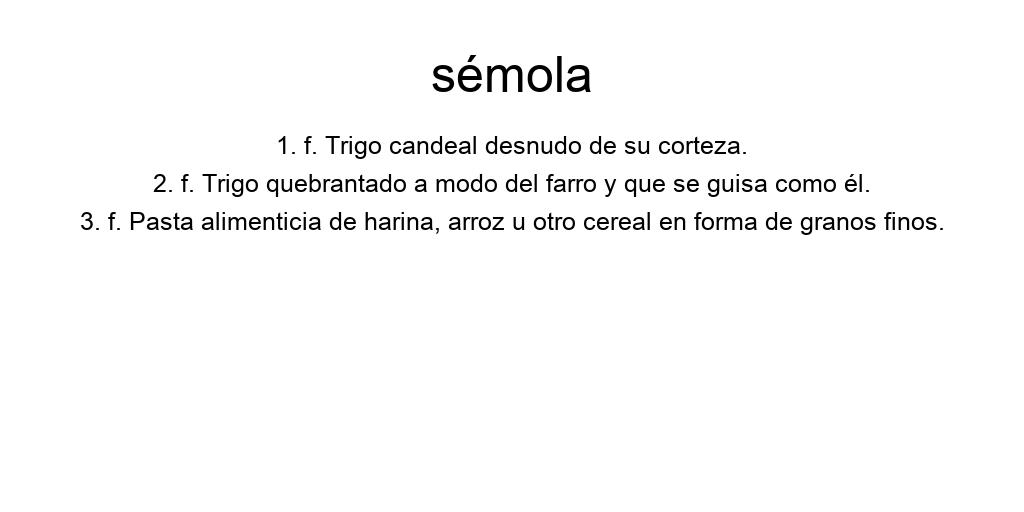 sémola
1. f. Trigo candeal desnudo de su corteza.
2. f. Trigo quebrantado a modo del farro y que se guisa como él.
3. f. Pasta alimenticia de harina, arroz u otro cereal en forma de granos finos.